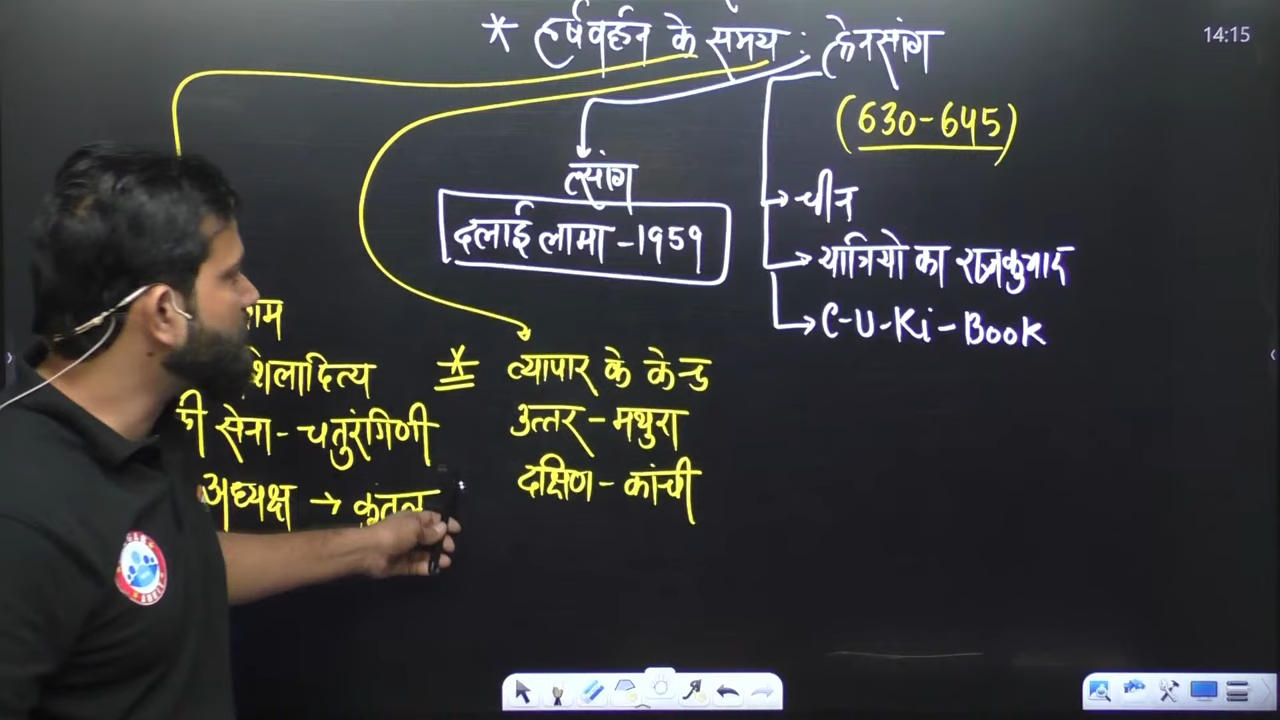 * हर्षवर्द्धन के समय : ह्वेनसांग
14:15
(630-645)
त्सांग
दलाई लामा - 1959
→ चीन
→ यात्रियो का राजकुमार
→ C-U-Ki-Book
शिलादित्य
* व्यापार के केन्द्र
सेना - चतुरंगिणी
उत्तर - मथुरा
अध्यक्ष → कुंतल
दक्षिण - कांची